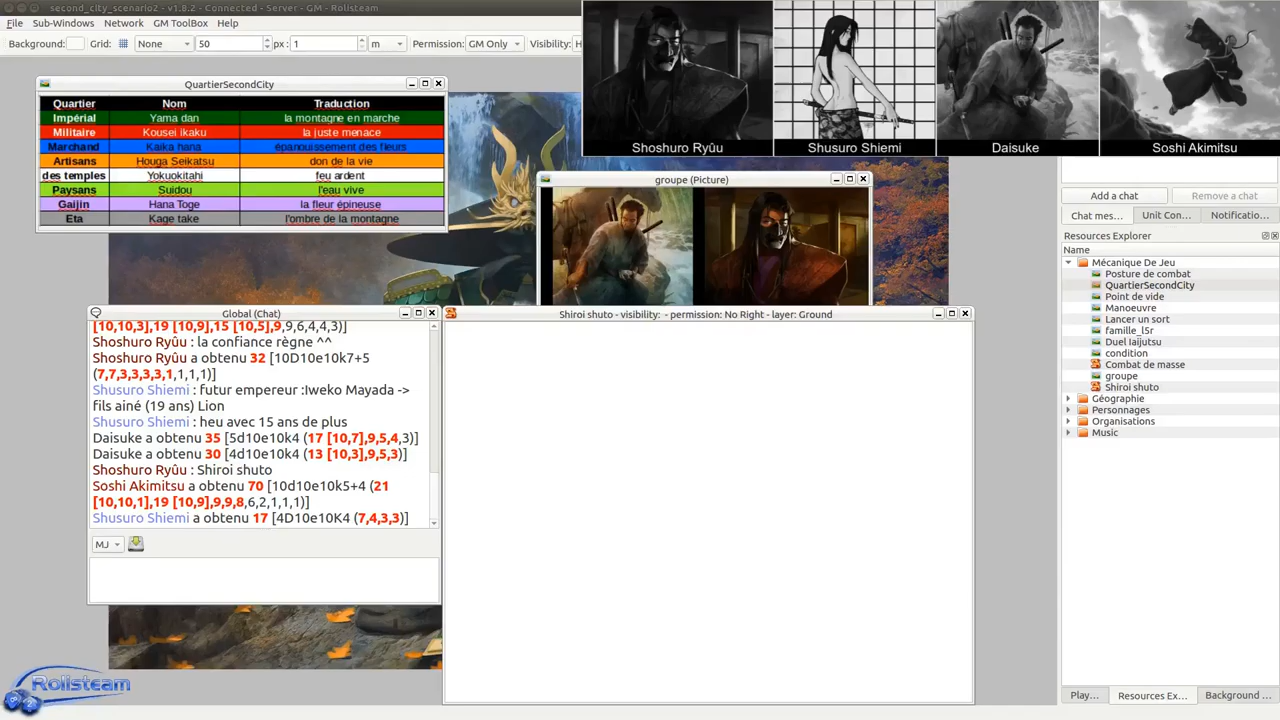 second_city_scenario2 - v1.8.2 - Connected - Server - GM - Rolisteam
File Sub-Windows Network GM ToolBox Help
Background: Grid: None 50 px : 1 m Permission: GM Only Visibility: H
Shoshuro Ryûu Shusuro Shiemi Daisuke Soshi Akimitsu
QuartierSecondCity
Quartier Nom Traduction
Impérial Yama dan la montagne en marche
Militaire Kousei ikaku la juste menace
Marchand Kaika hana épanouissement des fleurs
Artisans Houga Seikatsu don de la vie
des temples Yokuokitahi feu ardent
Paysans Suidou l'eau vive
Gaijin Hana Toge la fleur épineuse
Eta Kage take l'ombre de la montagne
groupe (Picture)
Global (Chat)
[10,10,3],19 [10,9],15 [10,5],9,9,6,4,4,3)]
Shoshuro Ryûu : la confiance règne ^^
Shoshuro Ryûu a obtenu 32 [10D10e10k7+5
(7,7,3,3,3,3,1,1,1,1)]
Shusuro Shiemi : futur empereur :Iweko Mayada ->
fils ainé (19 ans) Lion
Shusuro Shiemi : heu avec 15 ans de plus
Daisuke a obtenu 35 [5d10e10k4 (17 [10,7],9,5,4,3)]
Daisuke a obtenu 30 [4d10e10k4 (13 [10,3],9,5,3)]
Shoshuro Ryûu : Shiroi shuto
Soshi Akimitsu a obtenu 70 [10d10e10k5+4 (21
[10,10,1],19 [10,9],9,9,8,6,2,1,1,1)]
Shusuro Shiemi a obtenu 17 [4D10e10K4 (7,4,3,3)]
MJ
Shiroi shuto - visibility: - permission: No Right - layer: Ground
Add a chat Remove a chat
Chat mes... Unit Con... Notificatio...
Resources Explorer
Name
Mécanique De Jeu
Posture de combat
QuartierSecondCity
Point de vide
Manoeuvre
Lancer un sort
famille_l5r
Duel Iaijutsu
condition
Combat de masse
groupe
Shiroi shuto
Géographie
Personnages
Organisations
Music
Play... Resources Ex... Background ...
Rolisteam